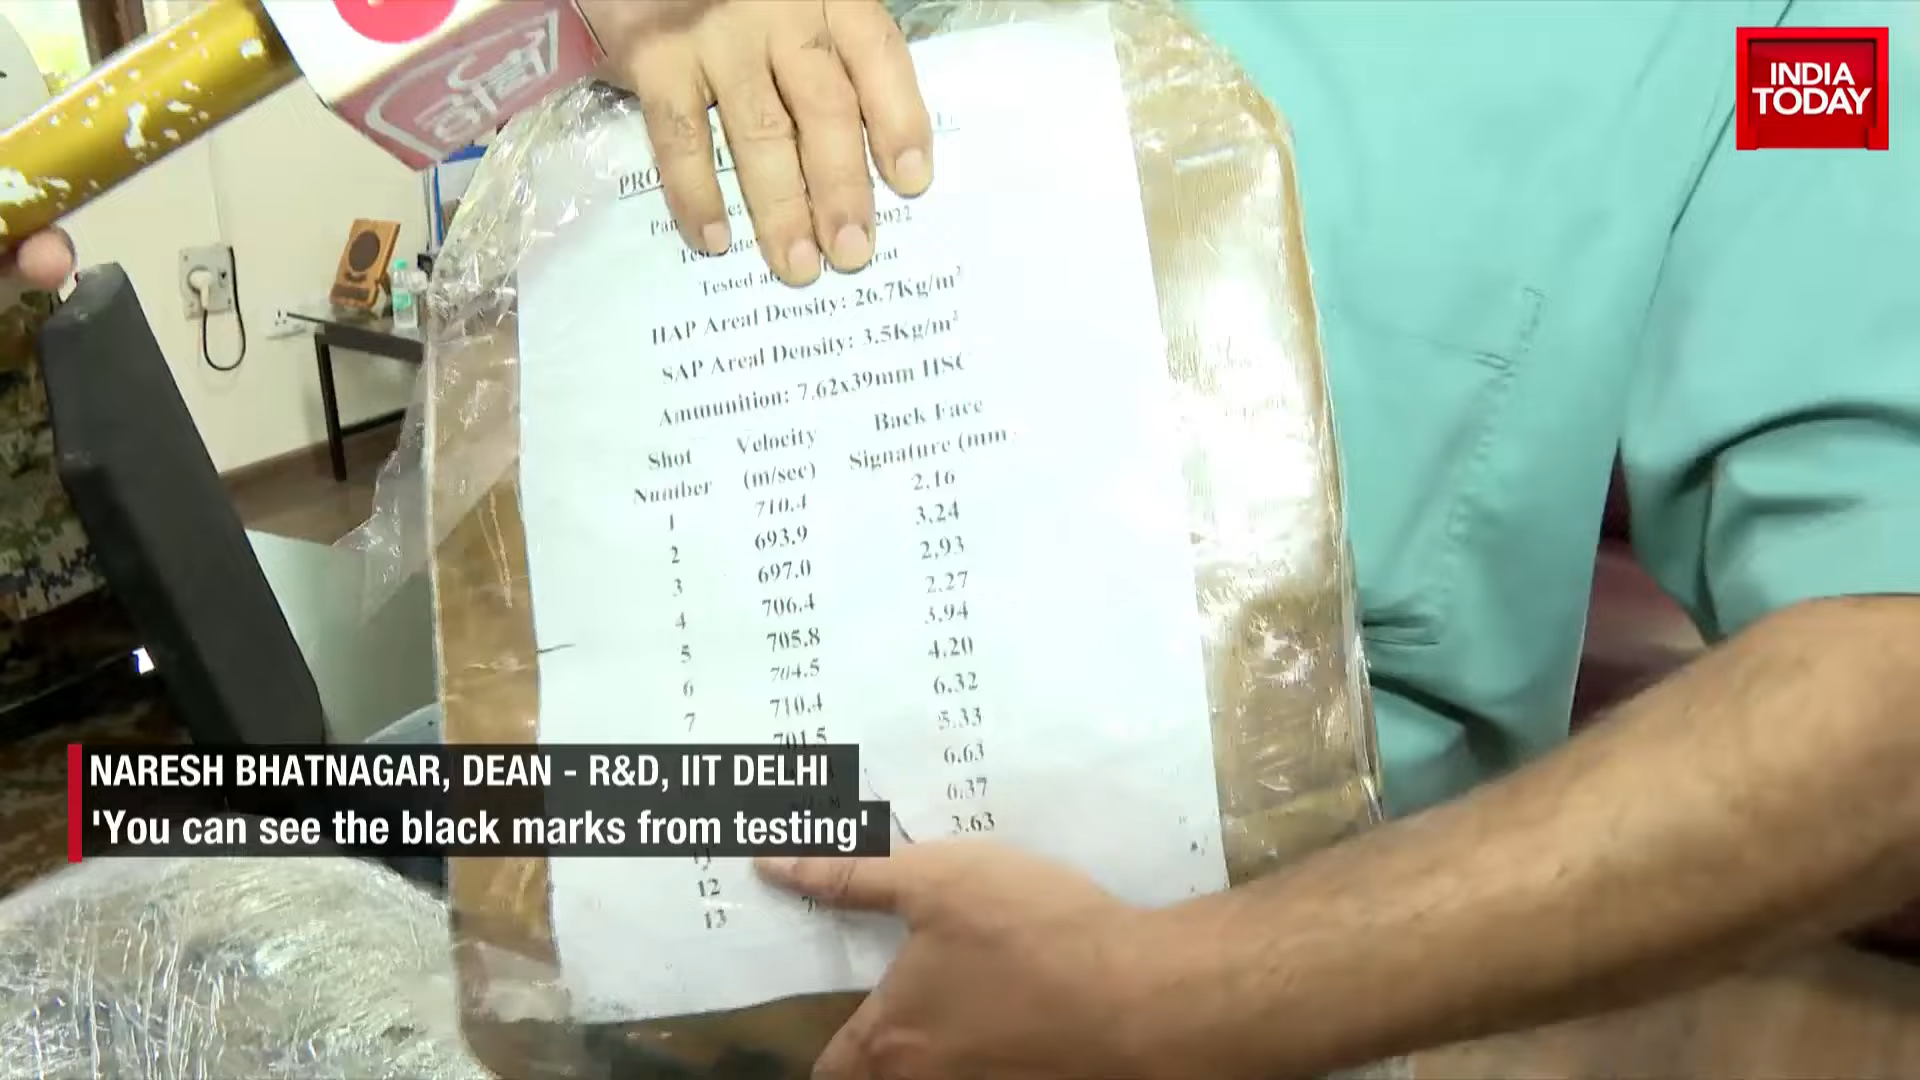 INDIA
TODAY
HAP Areal Density: 26.7Kg/m²
SAP Areal Density: 3.5Kg/m²
Ammunition: 7.62x39mm HSC
Shot Number Velocity (m/sec) Back Face Signature (mm
1 710.4 2.16
2 693.9 3.24
3 697.0 2.93
4 706.4 2.27
5 705.8 3.94
6 704.5 4.20
7 710.4 6.32
701.5 5.33
6.63
6.37
3.63
12
13
NARESH BHATNAGAR, DEAN - R&D, IIT DELHI
'You can see the black marks from testing'